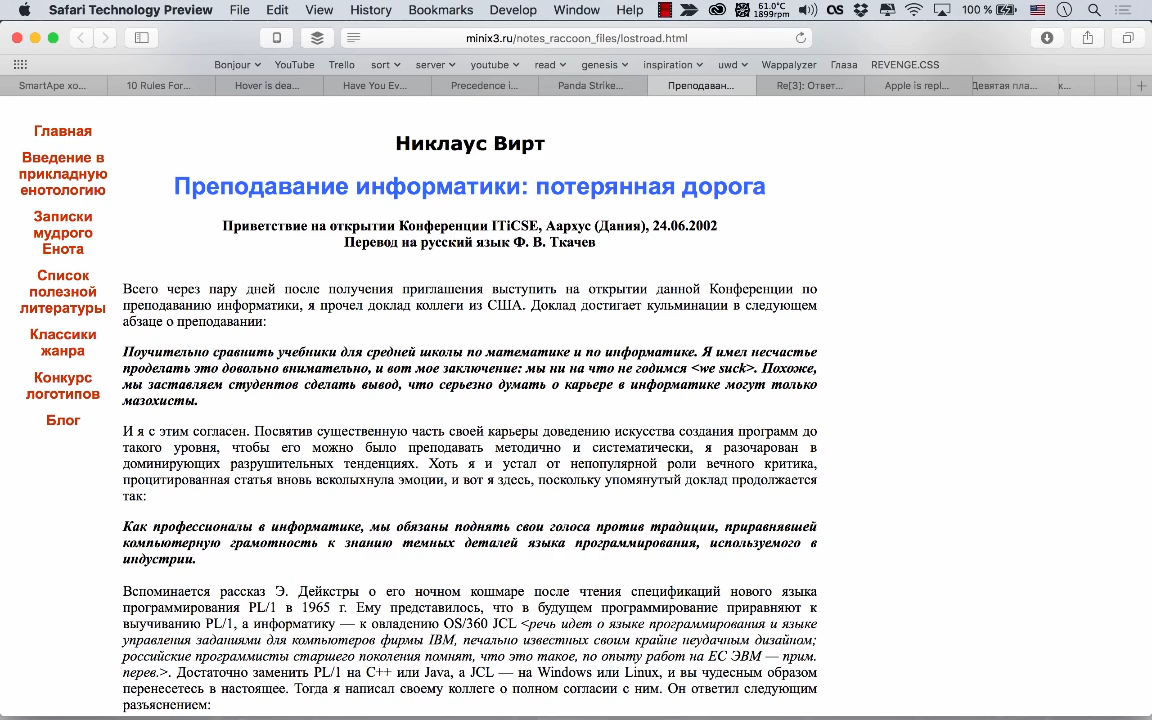 Safari Technology Preview File Edit View History Bookmarks Develop Window Help 61.0°C 1899rpm 100 %
minix3.ru/notes_raccoon_files/lostroad.html
Bonjour YouTube Trello sort server youtube read genesis inspiration uwd Wappalyzer Глаза REVENGE.CSS
SmartApe хо... 10 Rules For... Hover is dea... Have You Ev... Precedence i... Panda Strike... Преподаван... Re[3]: Ответ... Apple is repl... Девятая пла... к...
Главная
Введение в
прикладную
енотологию
Записки
мудрого
Енота
Список
полезной
литературы
Классики
жанра
Конкурс
логотипов
Блог
Никлаус Вирт
Преподавание информатики: потерянная дорога
Приветствие на открытии Конференции ITiCSE, Аархус (Дания), 24.06.2002
Перевод на русский язык Ф. В. Ткачев
Всего через пару дней после получения приглашения выступить на открытии данной Конференции по
преподаванию информатики, я прочел доклад коллеги из США. Доклад достигает кульминации в следующем
абзаце о преподавании:
Поучительно сравнить учебники для средней школы по математике и по информатике. Я имел несчастье
проделать это довольно внимательно, и вот мое заключение: мы ни на что не годимся <we suck>. Похоже,
мы заставляем студентов сделать вывод, что серьезно думать о карьере в информатике могут только
мазохисты.
И я с этим согласен. Посвятив существенную часть своей карьеры доведению искусства создания программ до
такого уровня, чтобы его можно было преподавать методично и систематически, я разочарован в
доминирующих разрушительных тенденциях. Хоть я и устал от непопулярной роли вечного критика,
процитированная статья вновь всколыхнула эмоции, и вот я здесь, поскольку упомянутый доклад продолжается
так:
Как профессионалы в информатике, мы обязаны поднять свои голоса против традиции, приравнявшей
компьютерную грамотность к знанию темных деталей языка программирования, используемого в
индустрии.
Вспоминается рассказ Э. Дейкстры о его ночном кошмаре после чтения спецификаций нового языка
программирования PL/1 в 1965 г. Ему представилось, что в будущем программирование приравняют к
выучиванию PL/1, а информатику — к овладению OS/360 JCL <речь идет о языке программирования и языке
управления заданиями для компьютеров фирмы IBM, печально известных своим крайне неудачным дизайном;
российские программисты старшего поколения помнят, что это такое, по опыту работ на ЕС ЭВМ — прим.
перев.>. Достаточно заменить PL/1 на C++ или Java, а JCL — на Windows или Linux, и вы чудесным образом
перенесетесь в настоящее. Тогда я написал своему коллеге о полном согласии с ним. Он ответил следующим
разъяснением: